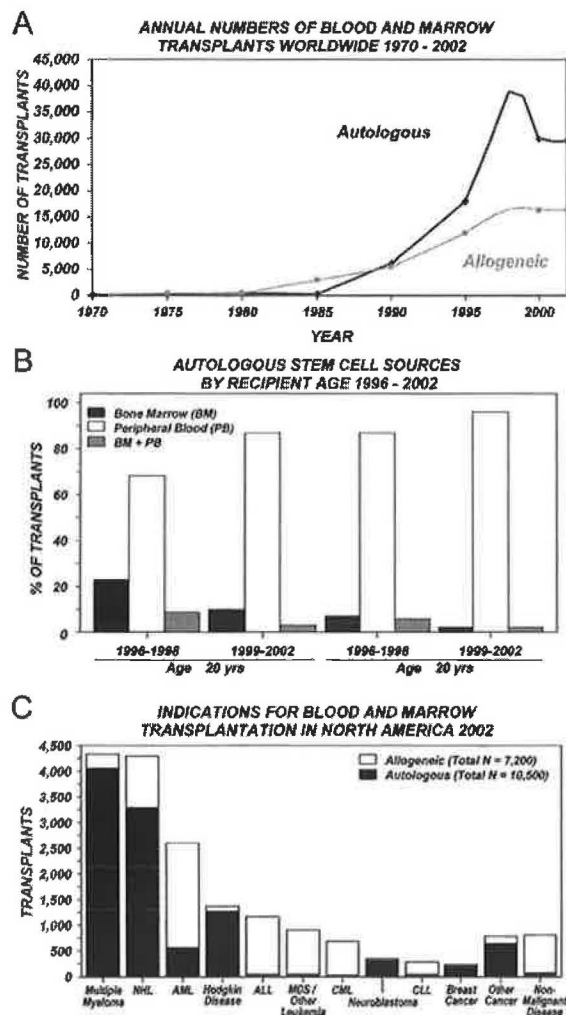 A
ANNUAL NUMBERS OF BLOOD AND MARROW
TRANSPLANTS WORLDWIDE 1970 - 2002
NUMBER OF TRANSPLANTS
45,000
40,000
35,000
30,000
25,000
20,000
15,000
10,000
5,000
0
Autologous
Allogeneic
1970 1975 1980 1985 1990 1995 2000
YEAR
B
AUTOLOGOUS STEM CELL SOURCES
BY RECIPIENT AGE 1996 - 2002
% OF TRANSPLANTS
100
80
60
40
20
0
Bone Marrow (BM)
Peripheral Blood (PB)
BM + PB
1996-1998 1999-2002 1996-1998 1999-2002
Age 20 yrs Age 20 yrs
C
INDICATIONS FOR BLOOD AND MARROW
TRANSPLANTATION IN NORTH AMERICA 2002
TRANSPLANTS
4,500
4,000
3,500
3,000
2,500
2,000
1,500
1,000
500
0
Allogeneic (Total N = 7,200)
Autologous (Total N = 10,500)
Multiple Myeloma
NHL
AML
Hodgkin Disease
ALL
MDS / Other Leukemia
CML
Neuroblastoma
CLL
Breast Cancer
Other Cancer
Non-Malignant Disease